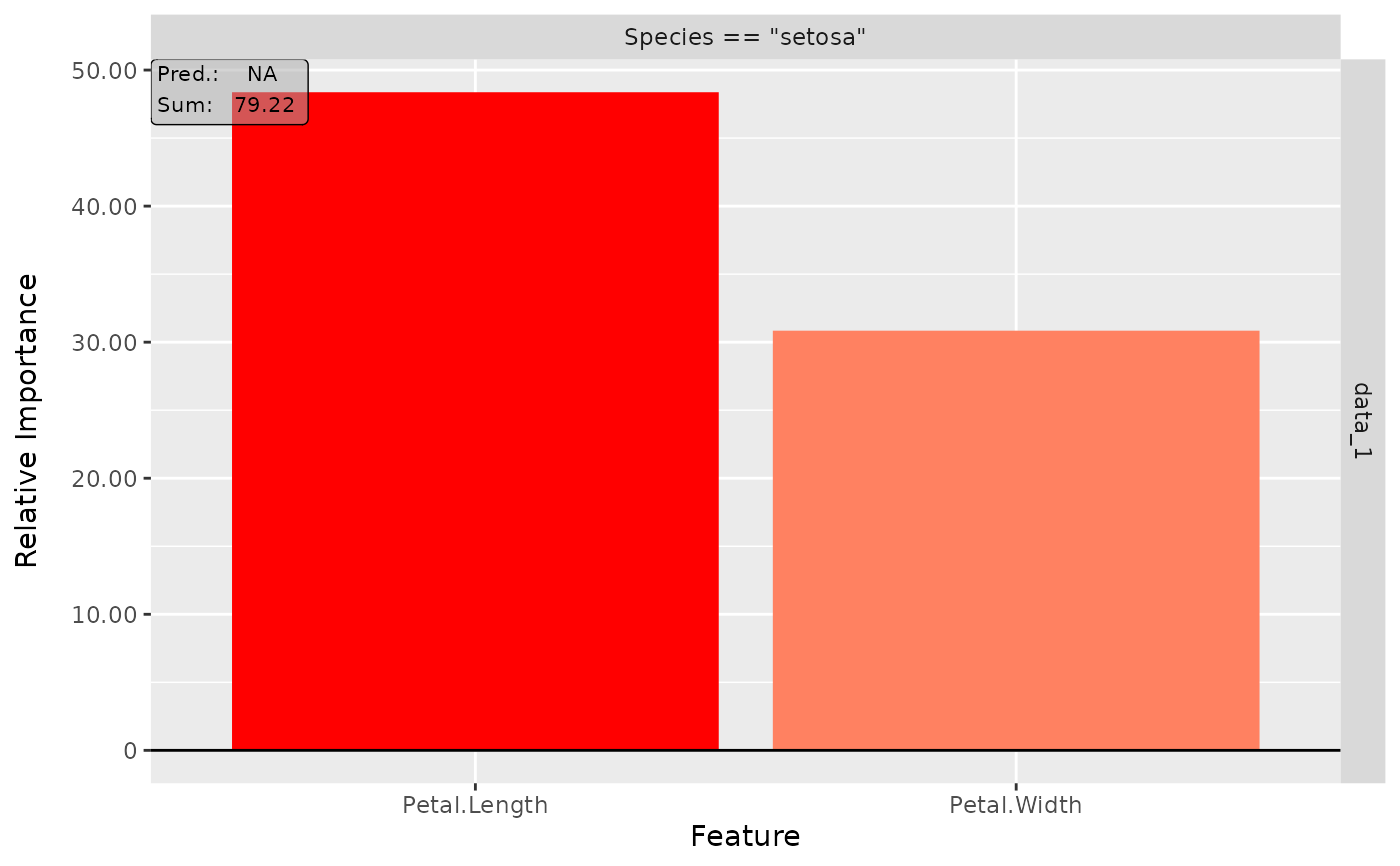 Species == "setosa"
Pred.: NA
Sum: 79.22
50.00
40.00
30.00
20.00
10.00
0
Relative Importance
data_1
Petal.Length
Petal.Width
Feature